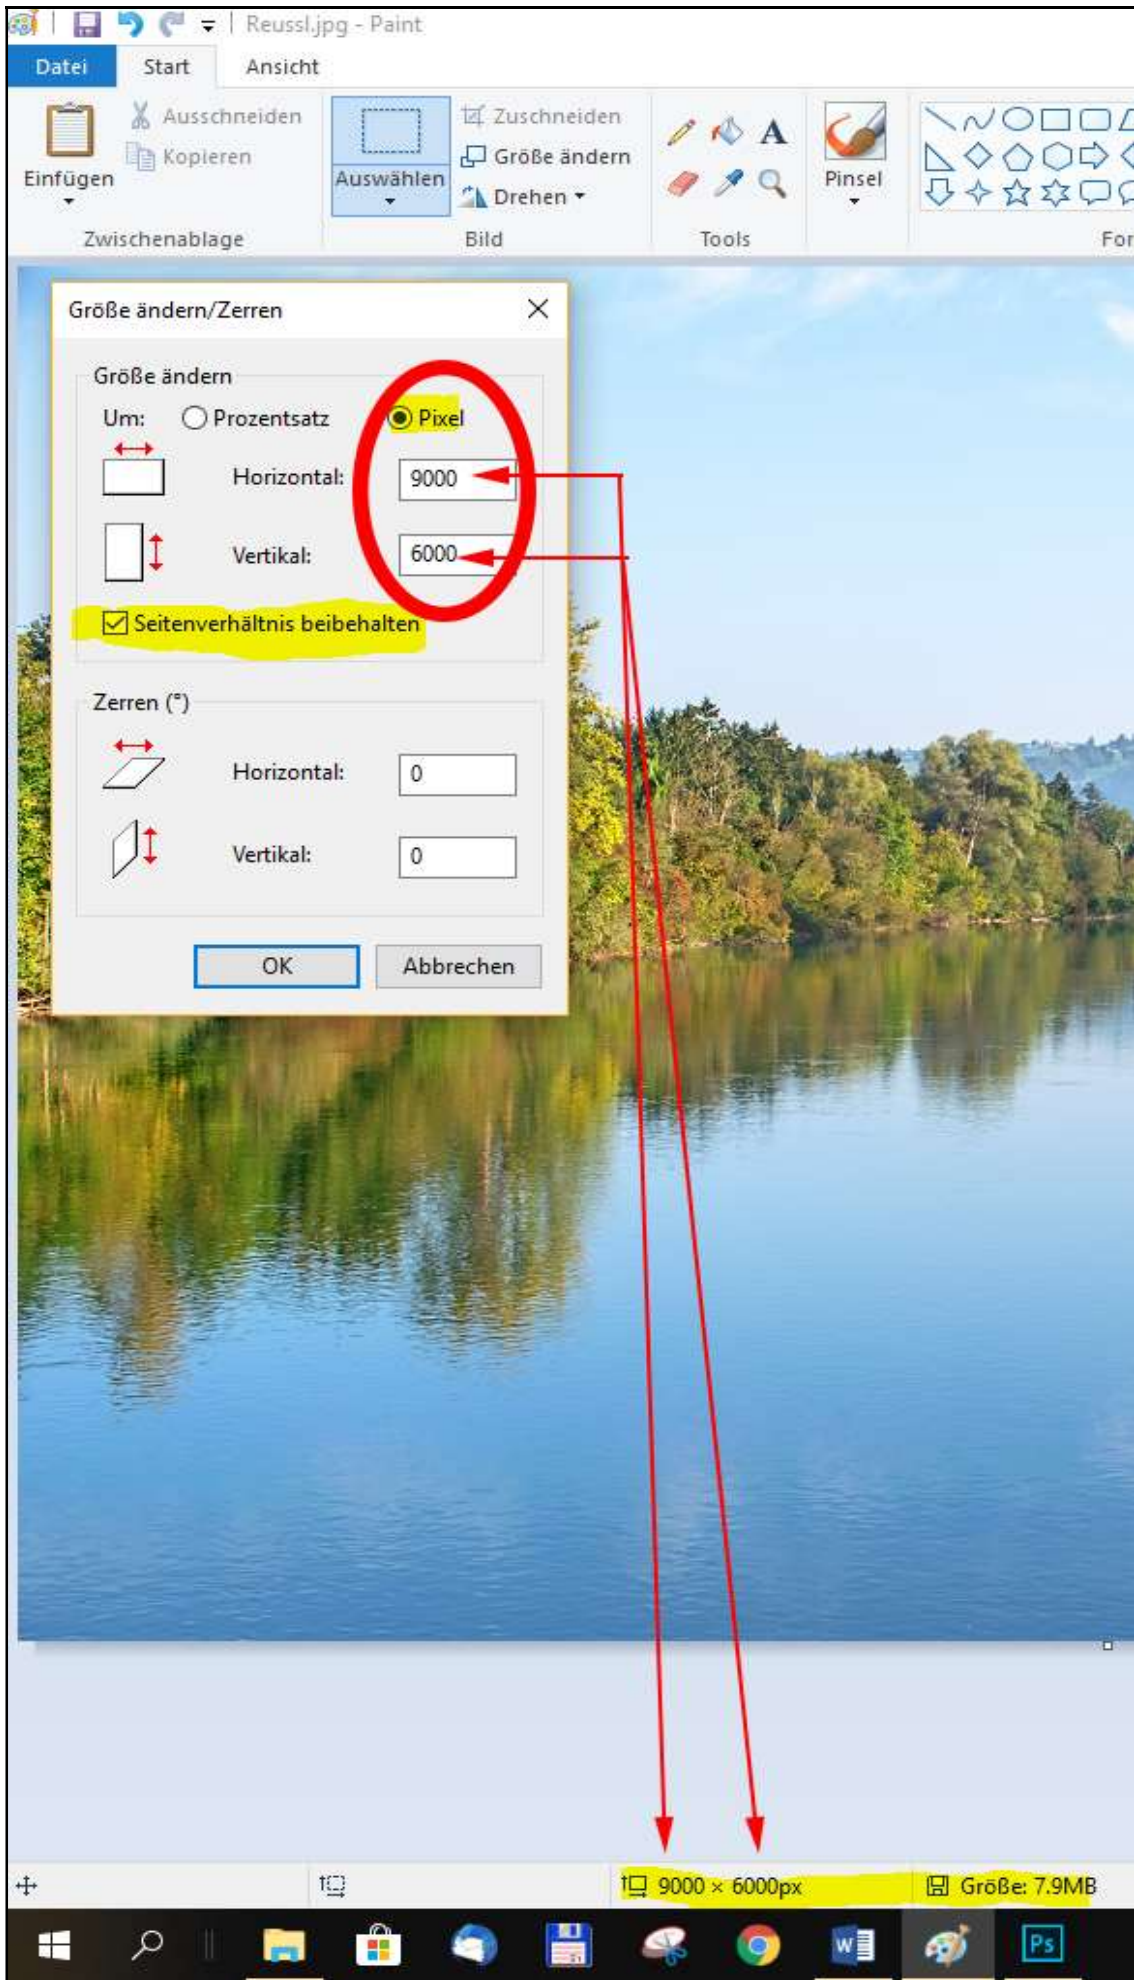 Reussl.jpg - Paint
Datei Start Ansicht
Ausschneiden Zuschneiden
Kopieren Größe ändern A
Einfügen Auswählen Drehen Pinsel
Zwischenablage Bild Tools For
Größe ändern/Zerren
Größe ändern
Um: Prozentsatz Pixel
Horizontal: 9000
Vertikal: 6000
Seitenverhältnis beibehalten
Zerren (°)
Horizontal: 0
Vertikal: 0
OK Abbrechen
9000 × 6000px Größe: 7.9MB
W Ps